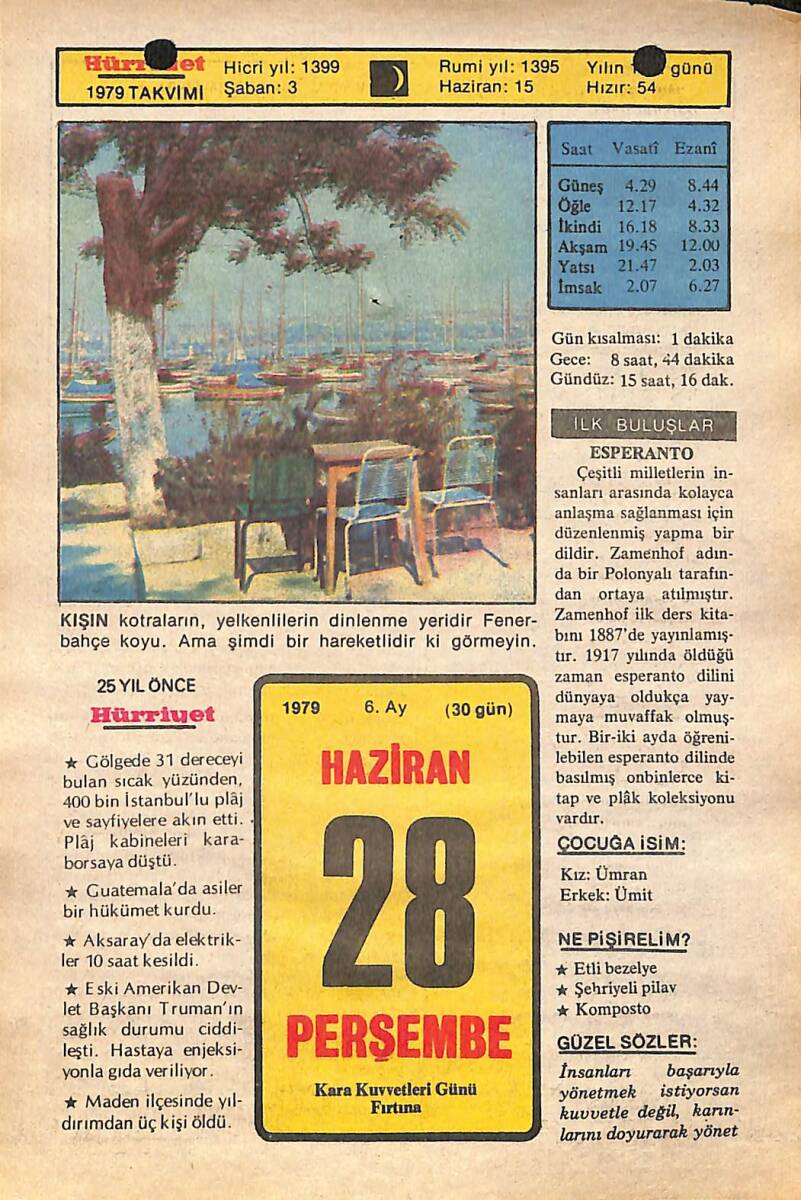 Hürriyet
1979 TAKVİMİ
Hicri yıl: 1399
Şaban: 3
Rumi yıl: 1395
Haziran: 15
Yılın günü
Hızır: 54
Saat Vasatî Ezanî
Güneş 4.29 8.44
Öğle 12.17 4.32
İkindi 16.18 8.33
Akşam 19.45 12.00
Yatsı 21.47 2.03
İmsak 2.07 6.27
Gün kısalması: 1 dakika
Gece: 8 saat, 44 dakika
Gündüz: 15 saat, 16 dak.
KIŞIN kotraların, yelkenlilerin dinlenme yeridir Fener-
bahçe koyu. Ama şimdi bir hareketlidir ki görmeyin.
25 YIL ÖNCE
Hürriyet
★ Gölgede 31 dereceyi
bulan sıcak yüzünden,
400 bin İstanbul'lu plâj
ve sayfiyelere akın etti.
Plâj kabineleri kara-
borsaya düştü.
★ Guatemala'da asiler
bir hükümet kurdu.
★ Aksaray'da elektrik-
ler 10 saat kesildi.
★ Eski Amerikan Dev-
let Başkanı Truman'ın
sağlık durumu ciddi-
leşti. Hastaya enjeksi-
yonla gıda veriliyor.
★ Maden ilçesinde yıl-
dırımdan üç kişi öldü.
1979 6. Ay (30 gün)
HAZİRAN
28
PERŞEMBE
Kara Kuvvetleri Günü
Fırtına
İLK BULUŞLAR
ESPERANTO
Çeşitli milletlerin in-
sanları arasında kolayca
anlaşma sağlanması için
düzenlenmiş yapma bir
dildir. Zamenhof adın-
da bir Polonyalı tarafın-
dan ortaya atılmıştır.
Zamenhof ilk ders kita-
bını 1887'de yayınlamış-
tır. 1917 yılında öldüğü
zaman esperanto dilini
dünyaya oldukça yay-
maya muvaffak olmuş-
tur. Bir-iki ayda öğreni-
lebilen esperanto dilinde
basılmış onbinlerce ki-
tap ve plâk koleksiyonu
vardır.
ÇOCUĞA İSİM:
Kız: Ümran
Erkek: Ümit
NE PİŞİRELİM?
★ Etli bezelye
★ Şehriyeli pilav
★ Komposto
GÜZEL SÖZLER:
İnsanları başarıyla
yönetmek istiyorsan
kuvvetle değil, karın-
larını doyurarak yönet